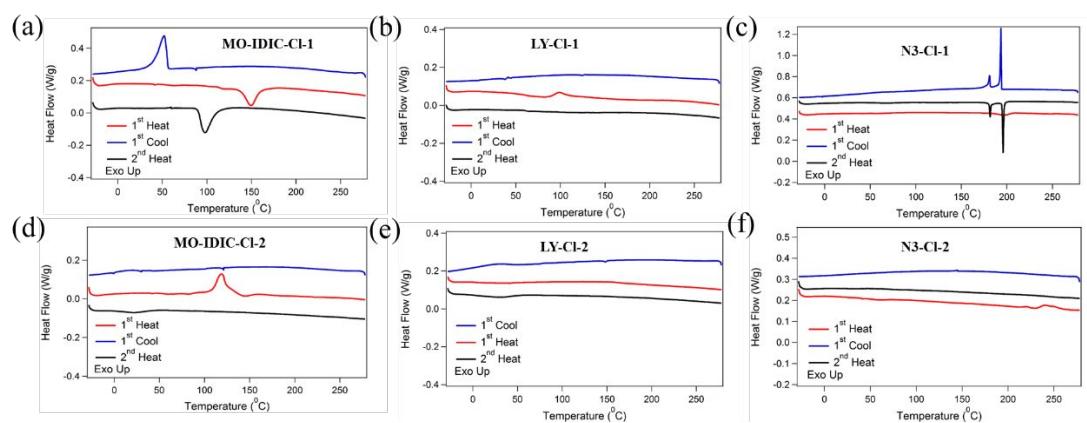 (a)
MO-IDIC-Cl-1
Heat Flow (W/g)
0.4
0.2
0.0
-0.2
-0.4
1st Heat
1st Cool
2nd Heat
Exo Up
0 50 100 150 200 250
Temperature (⁰C)
(b)
LY-Cl-1
Heat Flow (W/g)
0.4
0.2
0.0
-0.2
-0.4
1st Heat
1st Cool
2nd Heat
Exo Up
0 50 100 150 200 250
Temperature (⁰C)
(c)
N3-Cl-1
Heat Flow (W/g)
1.2
1.0
0.8
0.6
0.4
0.2
0.0
-0.2
1st Heat
1st Cool
2nd Heat
Exo Up
0 50 100 150 200 250
Temperature (⁰C)
(d)
MO-IDIC-Cl-2
Heat Flow (W/g)
0.2
0.0
-0.2
-0.4
1st Heat
1st Cool
2nd Heat
Exo Up
0 50 100 150 200 250
Temperature (⁰C)
(e)
LY-Cl-2
Heat Flow (W/g)
0.4
0.2
0.0
-0.2
-0.4
1st Cool
1st Heat
2nd Heat
Exo Up
0 50 100 150 200 250
Temperature (⁰C)
(f)
N3-Cl-2
Heat Flow (W/g)
0.5
0.4
0.3
0.2
0.1
0.0
-0.1
-0.2
1st Heat
1st Cool
2nd Heat
Exo Up
0 50 100 150 200 250
Temperature (⁰C)